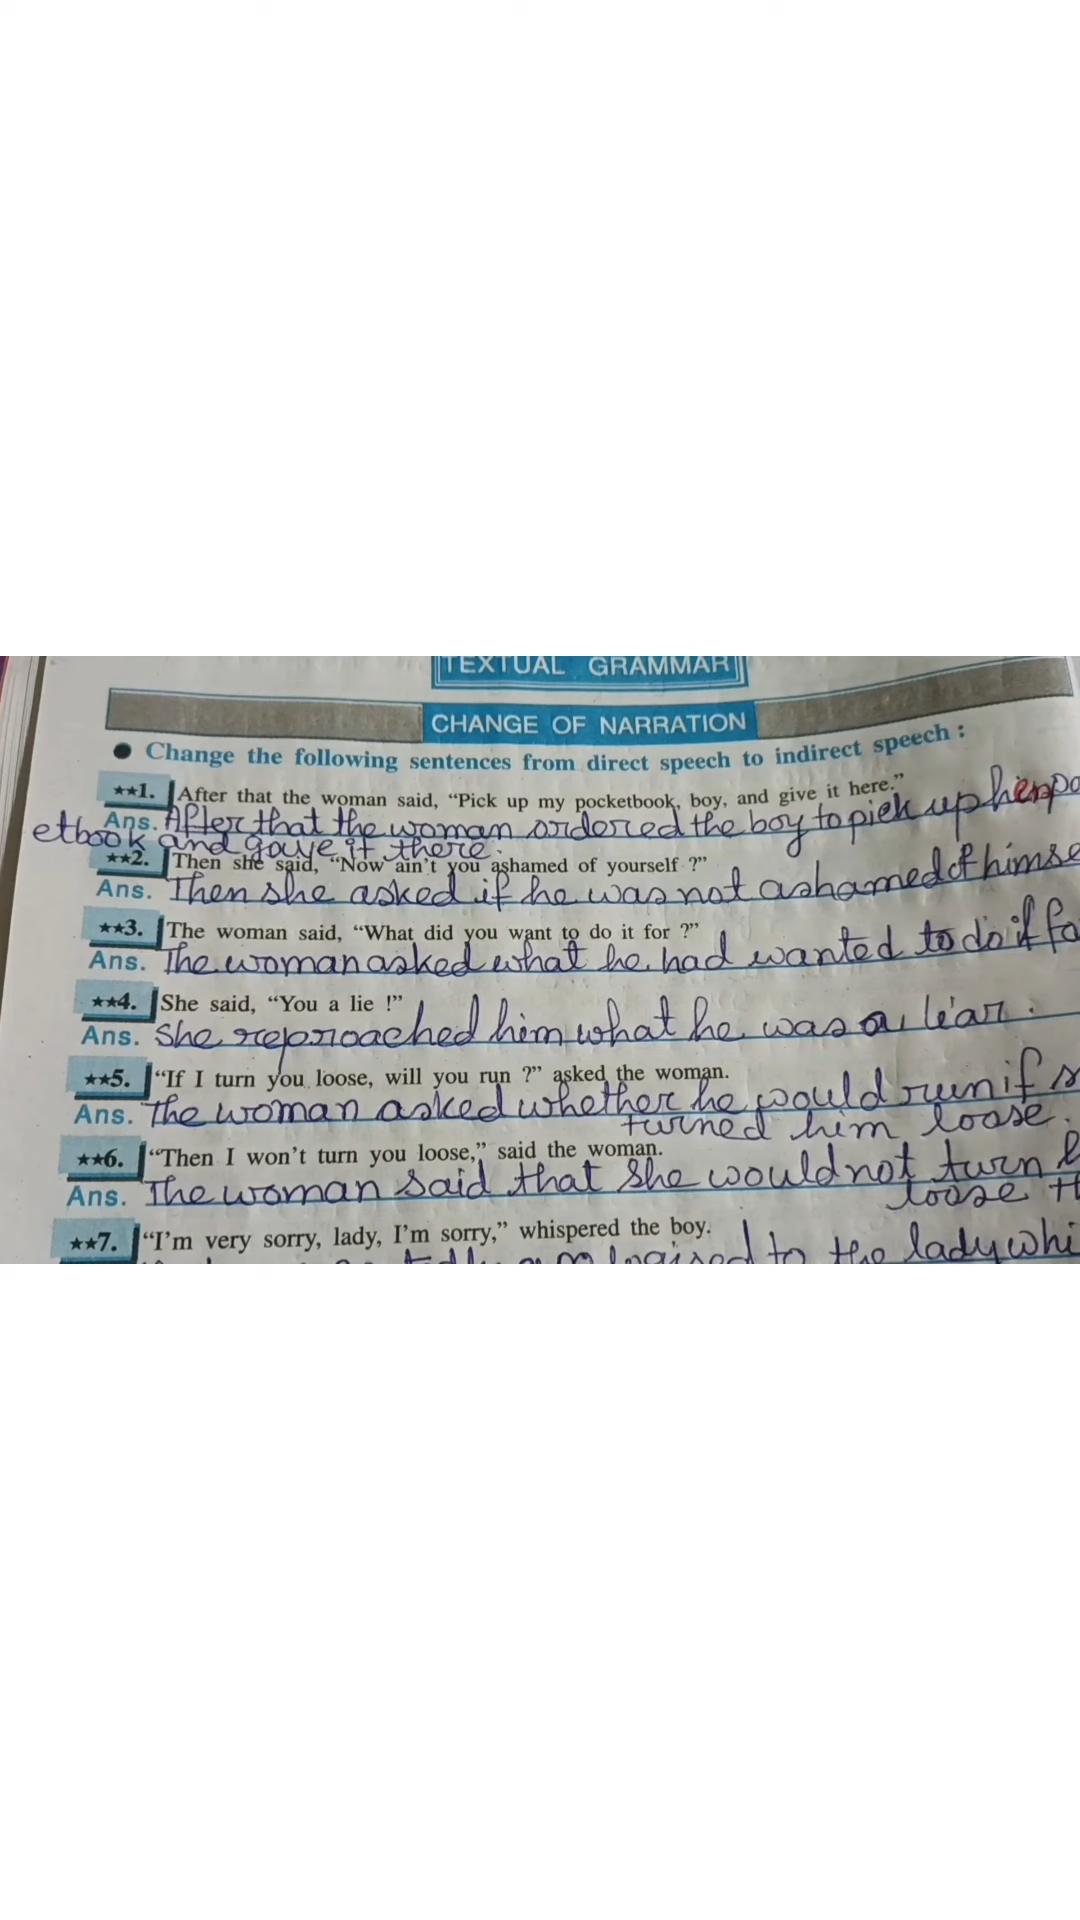 TEXTUAL GRAMMAR
CHANGE OF NARRATION
● Change the following sentences from direct speech to indirect speech :
★★1. After that the woman said, “Pick up my pocketbook, boy, and give it here.”
Ans. After that the woman ordered the boy to pick up her po
etbook and gave it there.
★★2. Then she said, “Now ain’t you ashamed of yourself ?”
Ans. Then she asked if he was not ashamed of himse
★★3. The woman said, “What did you want to do it for ?”
Ans. The woman asked what he had wanted to do it fo
★★4. She said, “You a lie !”
Ans. She reproached him what he was a liar.
★★5. “If I turn you loose, will you run ?” asked the woman.
Ans. The woman asked whether he would run if s
turned him loose.
★★6. “Then I won’t turn you loose,” said the woman.
Ans. The woman said that she would not turn h
loose th
★★7. “I’m very sorry, lady, I’m sorry,” whispered the boy.
to the lady whi